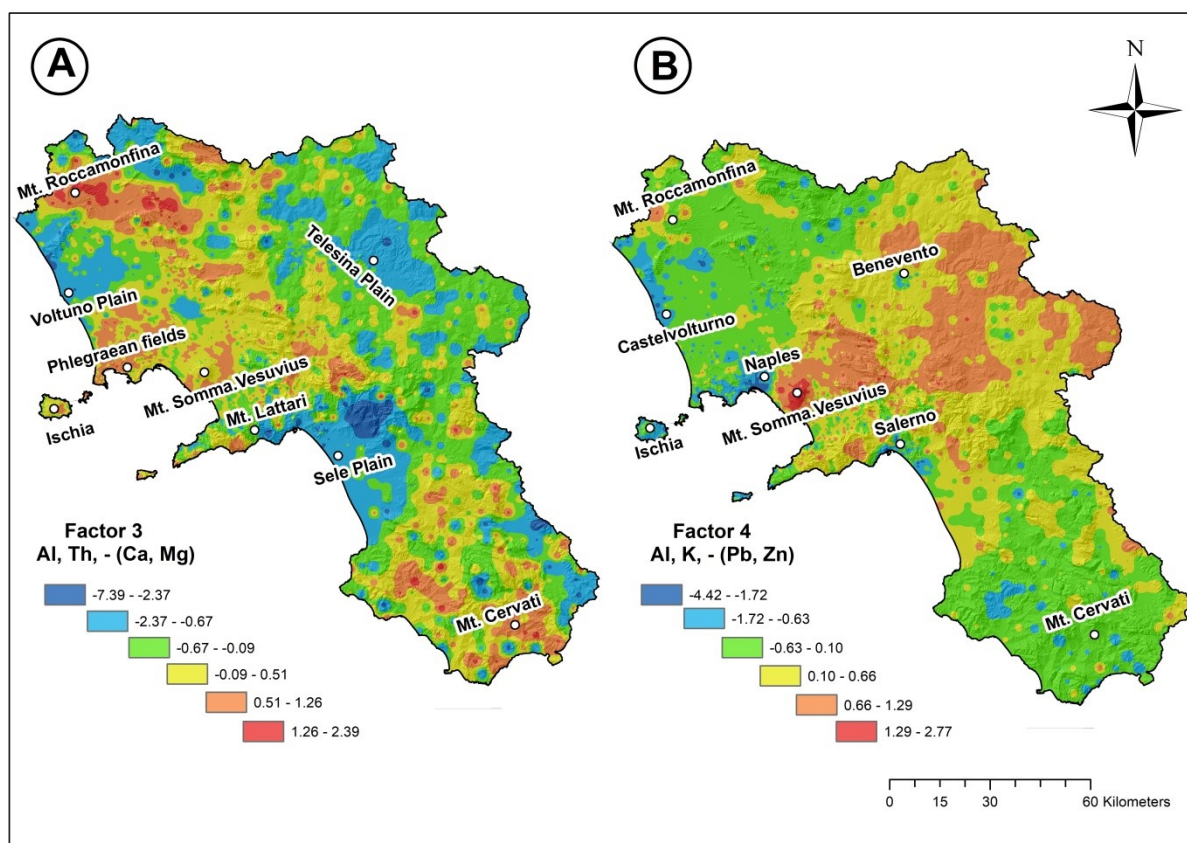 A
Mt. Roccamonfina
Telesina Plain
Voltuno Plain
Phlegraean fields
Mt. Somma.Vesuvius
Mt. Lattari
Ischia
Sele Plain
Mt. Cervati
Factor 3
Al, Th, - (Ca, Mg)
-7.39 - -2.37
-2.37 - -0.67
-0.67 - -0.09
-0.09 - 0.51
0.51 - 1.26
1.26 - 2.39
B
N
Mt. Roccamonfina
Benevento
Castelvolturno
Naples
Mt. Somma.Vesuvius
Ischia
Salerno
Mt. Cervati
Factor 4
Al, K, - (Pb, Zn)
-4.42 - -1.72
-1.72 - -0.63
-0.63 - 0.10
0.10 - 0.66
0.66 - 1.29
1.29 - 2.77
0 15 30 60 Kilometers